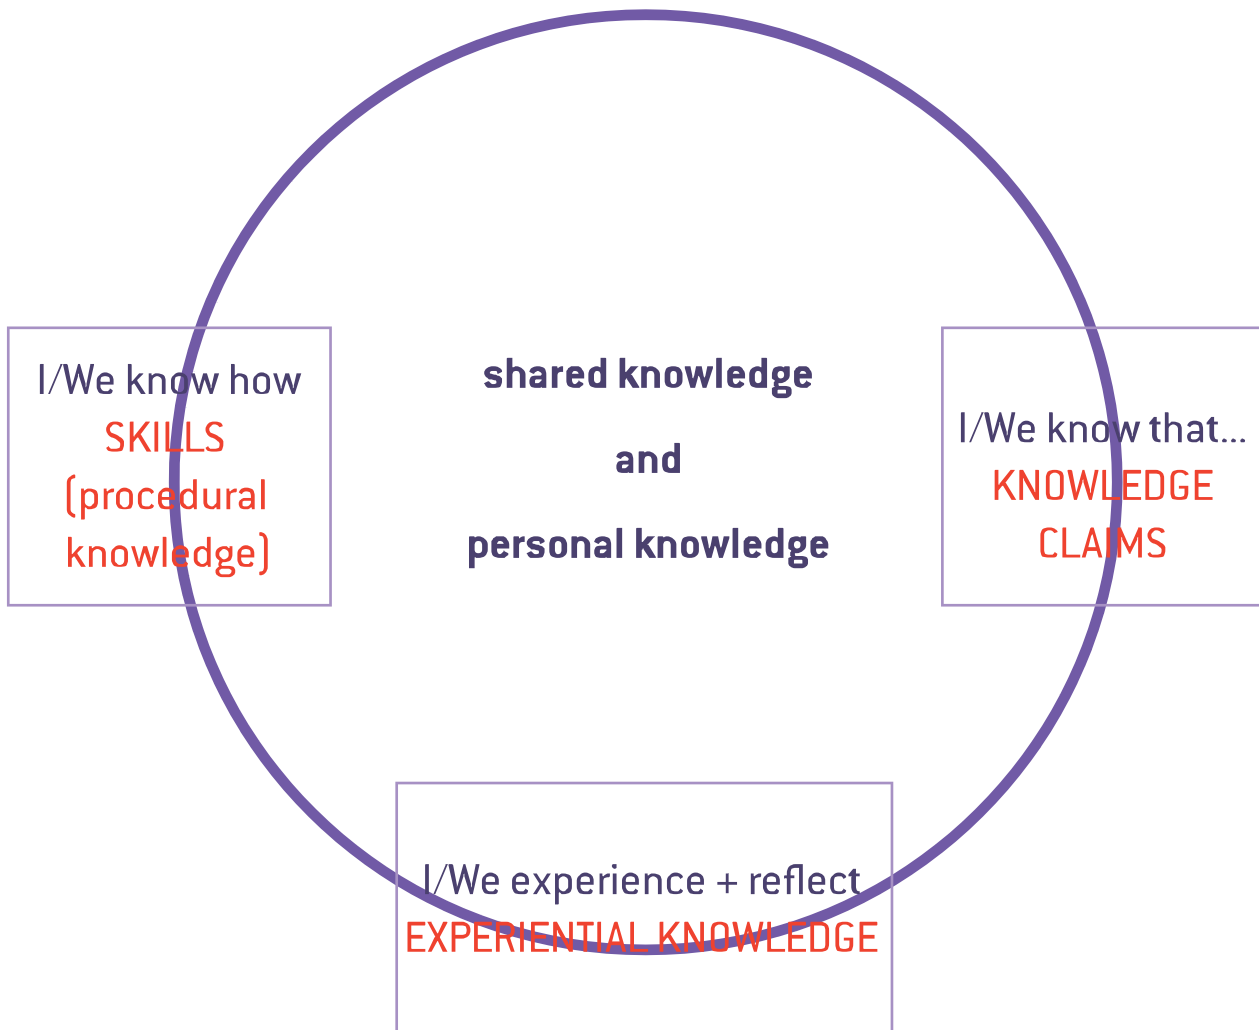 I/We know how
SKILLS
(procedural
knowledge)
shared knowledge
and
personal knowledge
I/We know that...
KNOWLEDGE
CLAIMS
I/We experience + reflect
EXPERIENTIAL KNOWLEDGE